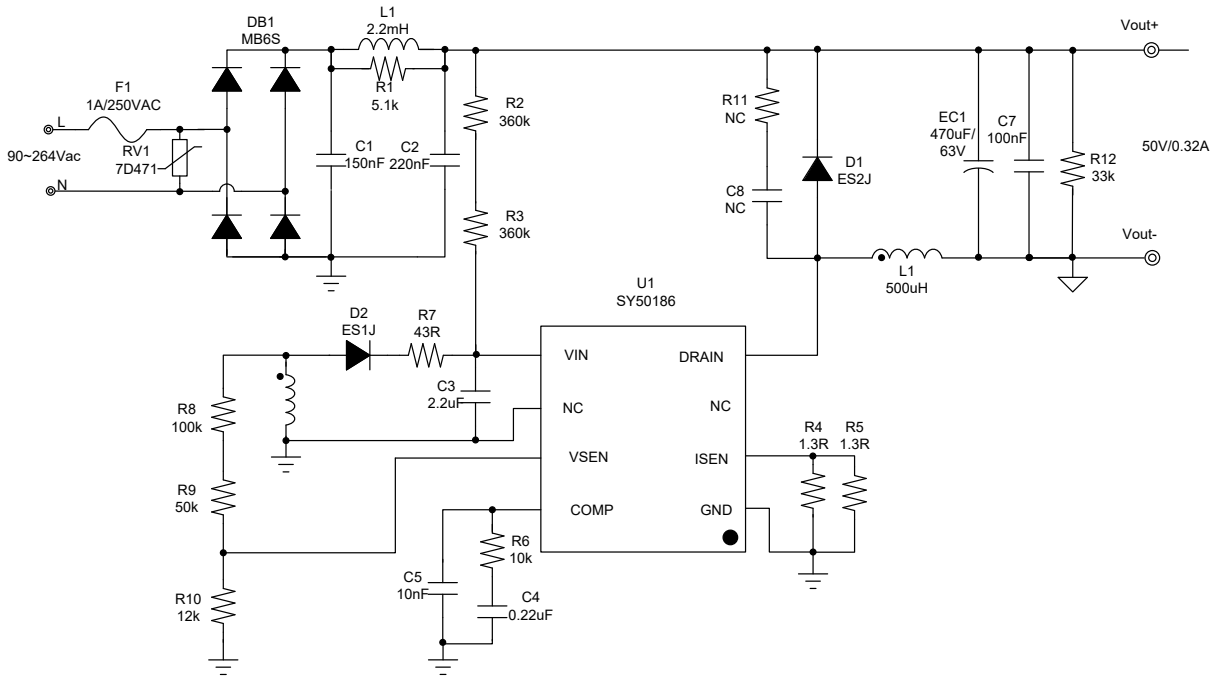 DB1
MB6S
L1
2.2mH
R1
5.1k
Vout+
F1
1A/250VAC
L
90~264Vac
N
RV1
7D471
C1
150nF
C2
220nF
R2
360k
R3
360k
R11
NC
C8
NC
D1
ES2J
EC1
470uF/
63V
C7
100nF
R12
33k
50V/0.32A
Vout-
L1
500uH
U1
SY50186
D2
ES1J
R7
43R
C3
2.2uF
VIN
NC
VSEN
COMP
DRAIN
NC
ISEN
GND
R8
100k
R9
50k
R10
12k
R4
1.3R
R5
1.3R
R6
10k
C5
10nF
C4
0.22uF